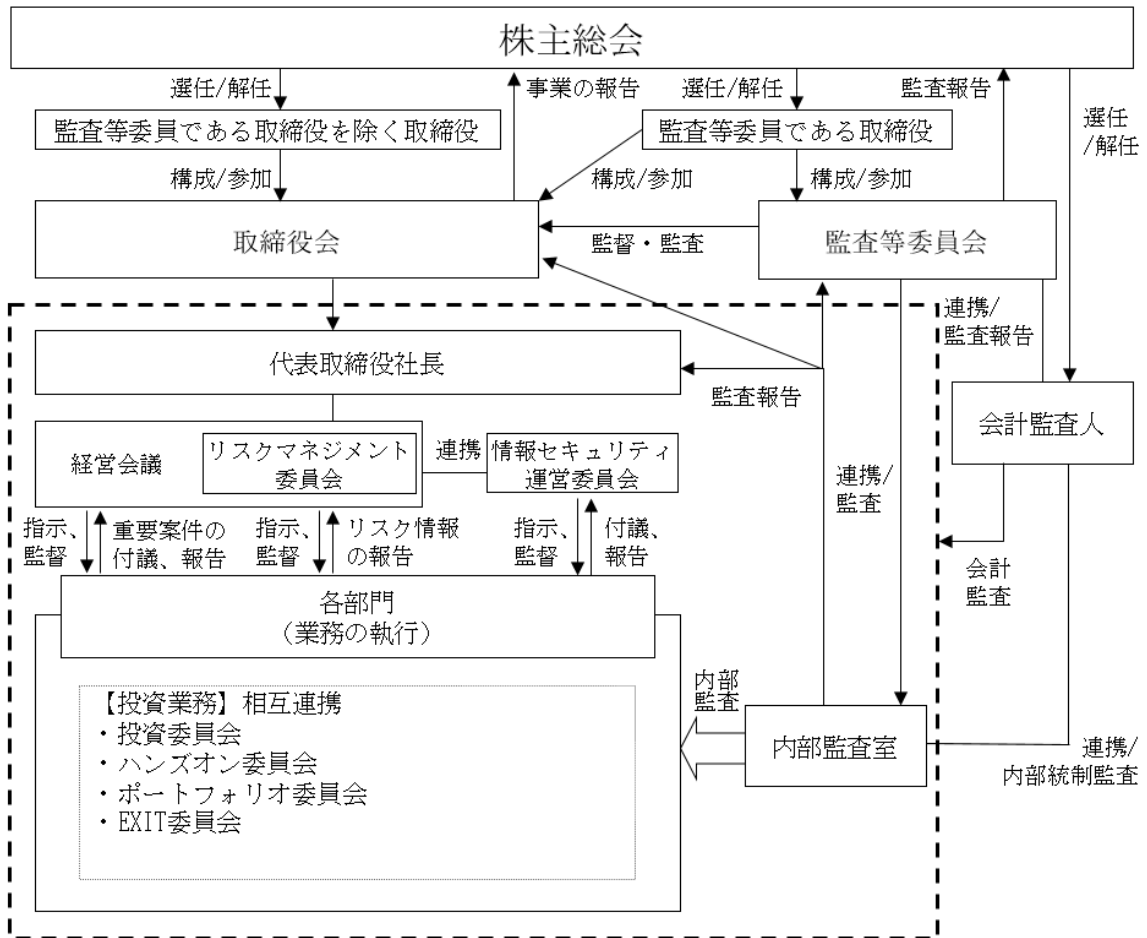 株主総会
選任/解任
事業の報告
選任/解任
監査報告
選任
/解任
監査等委員である取締役を除く取締役
監査等委員である取締役
構成/参加
構成/参加
構成/参加
取締役会
監督・監査
監査等委員会
連携/
監査報告
代表取締役社長
監査報告
会計監査人
経営会議
リスクマネジメント
委員会
連携
情報セキュリティ
運営委員会
連携/
監査
指示、
監督
重要案件の
付議、報告
指示、
監督
リスク情報
の報告
指示、
監督
付議、
報告
会計
監査
各部門
(業務の執行)
内部
監査
【投資業務】相互連携
・投資委員会
・ハンズオン委員会
・ポートフォリオ委員会
・EXIT委員会
内部監査室
連携/
内部統制監査